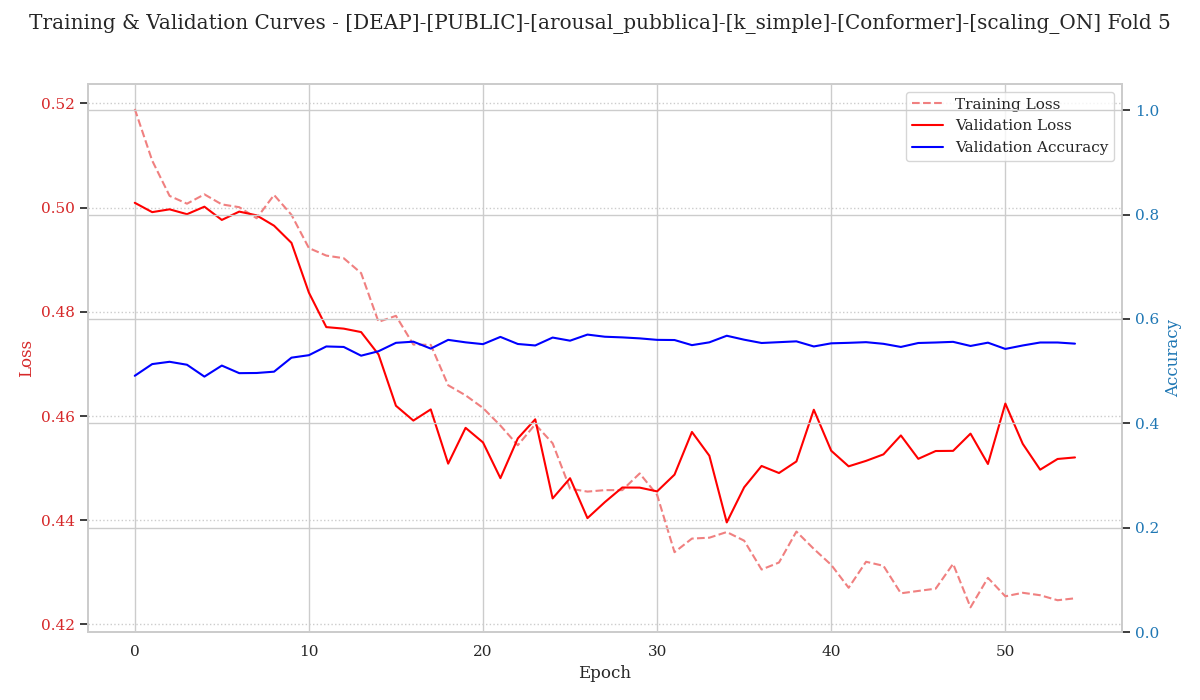 Training & Validation Curves - [DEAP]-[PUBLIC]-[arousal_pubblica]-[k_simple]-[Conformer]-[scaling_ON] Fold 5
Training Loss
Validation Loss
Validation Accuracy
0.52
0.50
0.48
0.46
0.44
0.42
Loss
1.0
0.8
0.6
0.4
0.2
0.0
Accuracy
0 10 20 30 40 50
Epoch